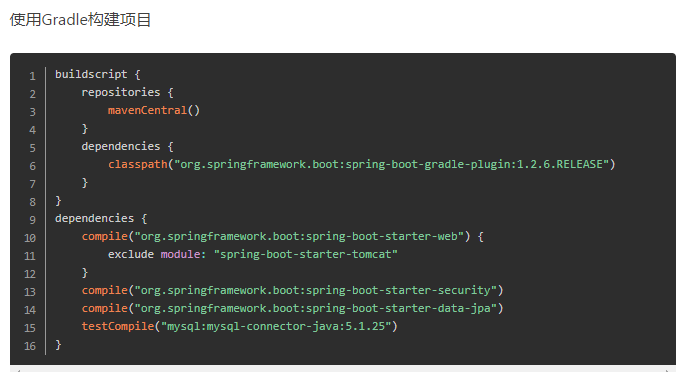 使用Gradle构建项目
1 buildscript {
2     repositories {
3         mavenCentral()
4     }
5     dependencies {
6         classpath("org.springframework.boot:spring-boot-gradle-plugin:1.2.6.RELEASE")
7     }
8 }
9 dependencies {
10     compile("org.springframework.boot:spring-boot-starter-web") {
11         exclude module: "spring-boot-starter-tomcat"
12     }
13     compile("org.springframework.boot:spring-boot-starter-security")
14     compile("org.springframework.boot:spring-boot-starter-data-jpa")
15     testCompile("mysql:mysql-connector-java:5.1.25")
16 }